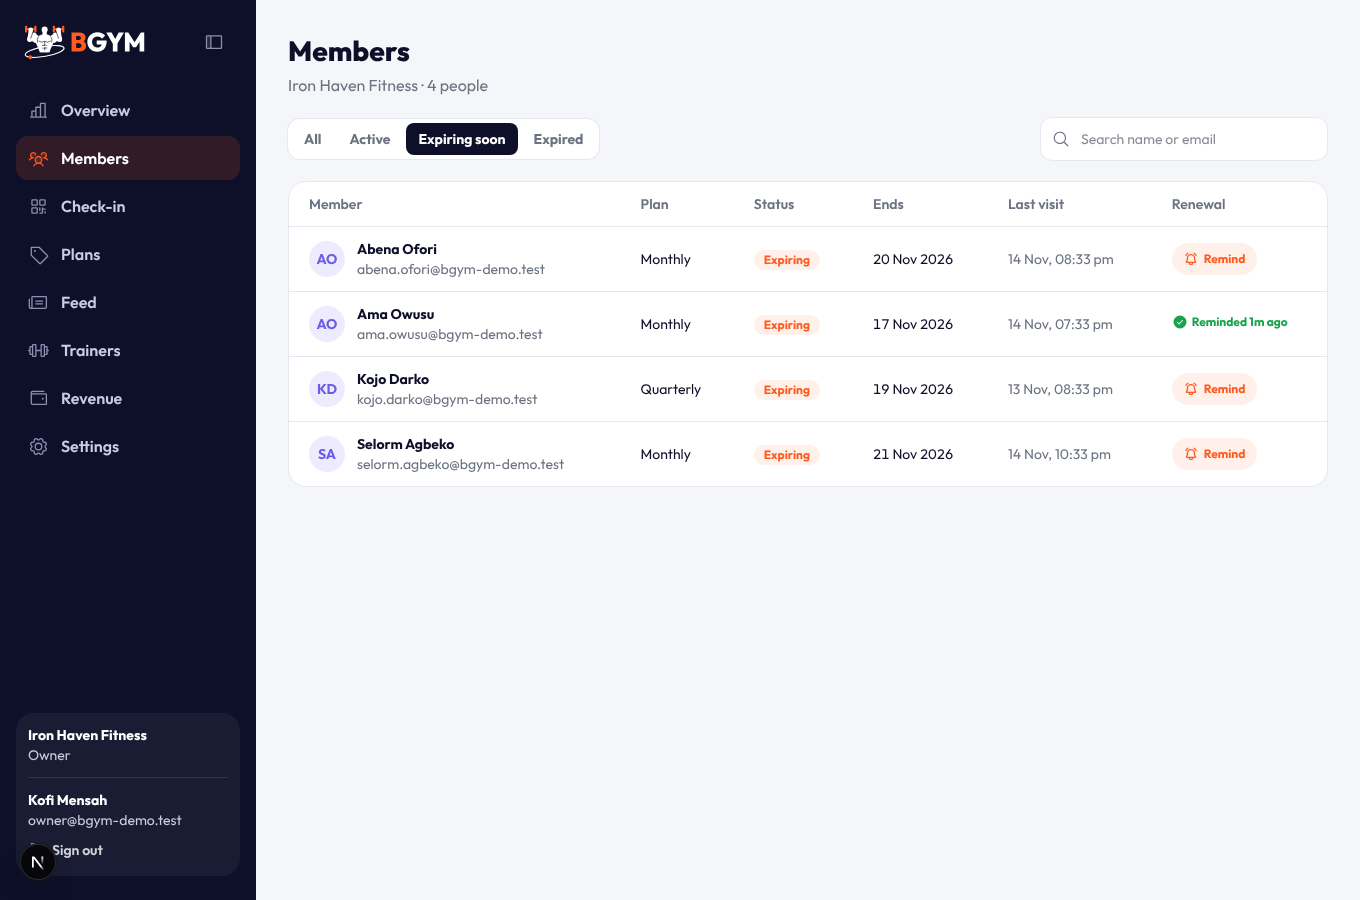 BGYM
Overview
Members
Check-in
Plans
Feed
Trainers
Revenue
Settings
Iron Haven Fitness
Owner
Kofi Mensah
owner@bgym-demo.test
Sign out
N
Members
Iron Haven Fitness · 4 people
All Active Expiring soon Expired
Search name or email
Member Plan Status Ends Last visit Renewal
AO Abena Ofori
abena.ofori@bgym-demo.test
Monthly Expiring 20 Nov 2026 14 Nov, 08:33 pm Remind
AO Ama Owusu
ama.owusu@bgym-demo.test
Monthly Expiring 17 Nov 2026 14 Nov, 07:33 pm Reminded 1m ago
KD Kojo Darko
kojo.darko@bgym-demo.test
Quarterly Expiring 19 Nov 2026 13 Nov, 08:33 pm Remind
SA Selorm Agbeko
selorm.agbeko@bgym-demo.test
Monthly Expiring 21 Nov 2026 14 Nov, 10:33 pm Remind